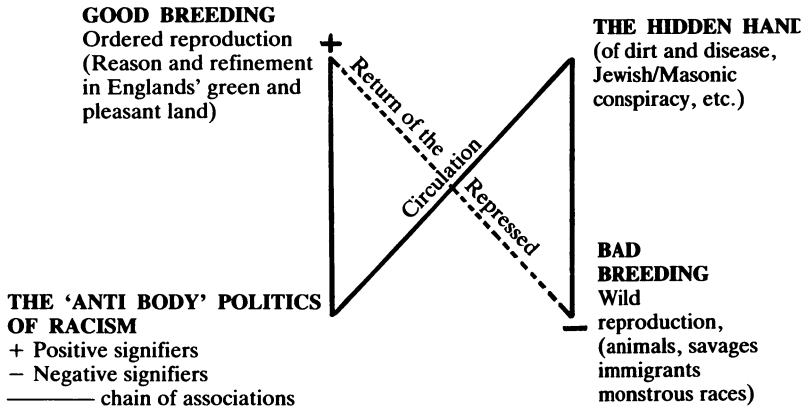 GOOD BREEDING
Ordered reproduction
(Reason and refinement
in Englands' green and
pleasant land)
+
Return of the
Repressed
Circulation
THE HIDDEN HAND
(of dirt and disease,
Jewish/Masonic
conspiracy, etc.)
BAD
BREEDING
Wild
reproduction,
(animals, savages
immigrants
monstrous races)
−
THE ‘ANTI BODY’ POLITICS
OF RACISM
+ Positive signifiers
− Negative signifiers
chain of associations